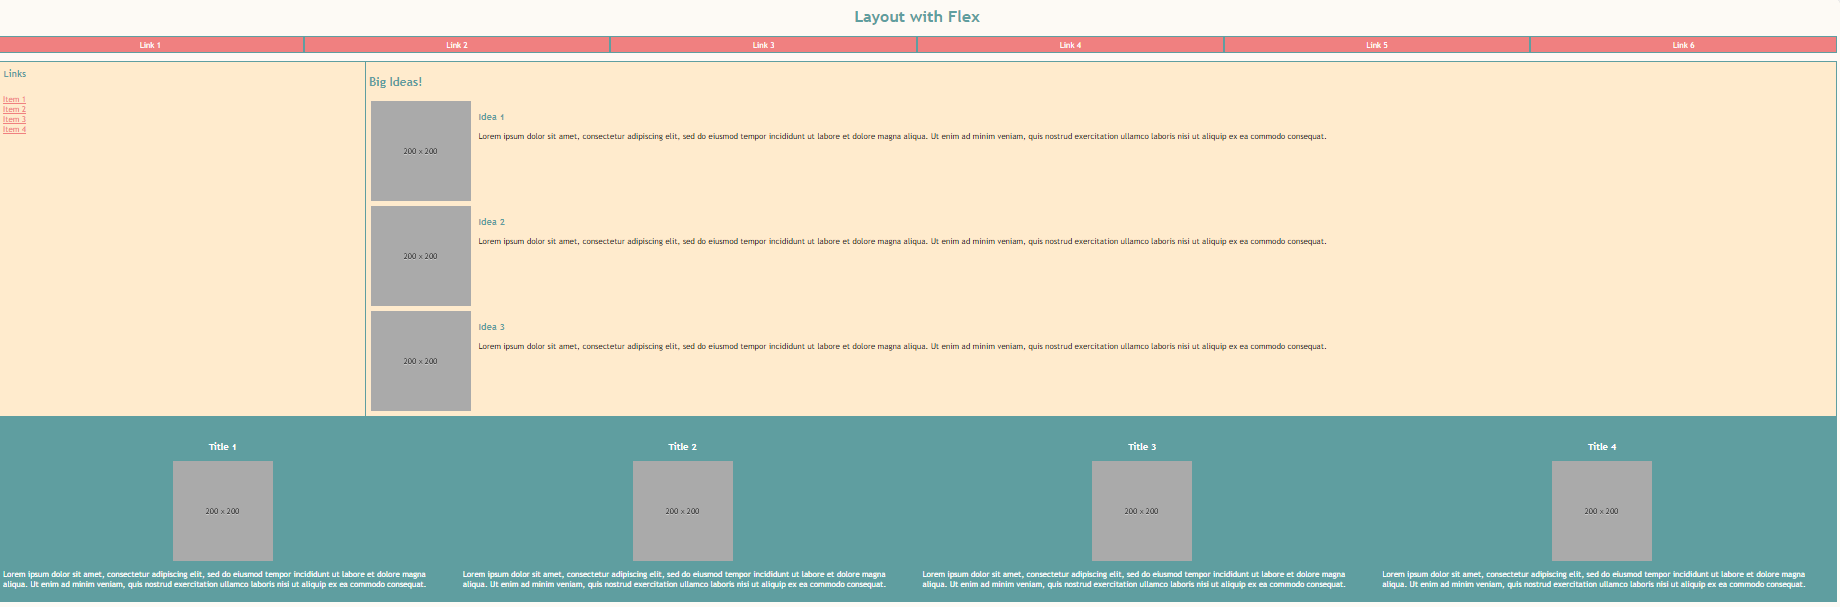 Layout with Flex
Link 1
Link 2
Link 3
Link 4
Link 5
Link 6
Links
Item 1
Item 2
Item 3
Item 4
Big Ideas!
200 x 200
Idea 1
Lorem ipsum dolor sit amet, consectetur adipiscing elit, sed do eiusmod tempor incididunt ut labore et dolore magna aliqua. Ut enim ad minim veniam, quis nostrud exercitation ullamco laboris nisi ut aliquip ex ea commodo consequat.
200 x 200
Idea 2
Lorem ipsum dolor sit amet, consectetur adipiscing elit, sed do eiusmod tempor incididunt ut labore et dolore magna aliqua. Ut enim ad minim veniam, quis nostrud exercitation ullamco laboris nisi ut aliquip ex ea commodo consequat.
200 x 200
Idea 3
Lorem ipsum dolor sit amet, consectetur adipiscing elit, sed do eiusmod tempor incididunt ut labore et dolore magna aliqua. Ut enim ad minim veniam, quis nostrud exercitation ullamco laboris nisi ut aliquip ex ea commodo consequat.
Title 1
200 x 200
Lorem ipsum dolor sit amet, consectetur adipiscing elit, sed do eiusmod tempor incididunt ut labore et dolore magna
aliqua. Ut enim ad minim veniam, quis nostrud exercitation ullamco laboris nisi ut aliquip ex ea commodo consequat.
Title 2
200 x 200
Lorem ipsum dolor sit amet, consectetur adipiscing elit, sed do eiusmod tempor incididunt ut labore et dolore magna
aliqua. Ut enim ad minim veniam, quis nostrud exercitation ullamco laboris nisi ut aliquip ex ea commodo consequat.
Title 3
200 x 200
Lorem ipsum dolor sit amet, consectetur adipiscing elit, sed do eiusmod tempor incididunt ut labore et dolore magna
aliqua. Ut enim ad minim veniam, quis nostrud exercitation ullamco laboris nisi ut aliquip ex ea commodo consequat.
Title 4
200 x 200
Lorem ipsum dolor sit amet, consectetur adipiscing elit, sed do eiusmod tempor incididunt ut labore et dolore magna
aliqua. Ut enim ad minim veniam, quis nostrud exercitation ullamco laboris nisi ut aliquip ex ea commodo consequat.